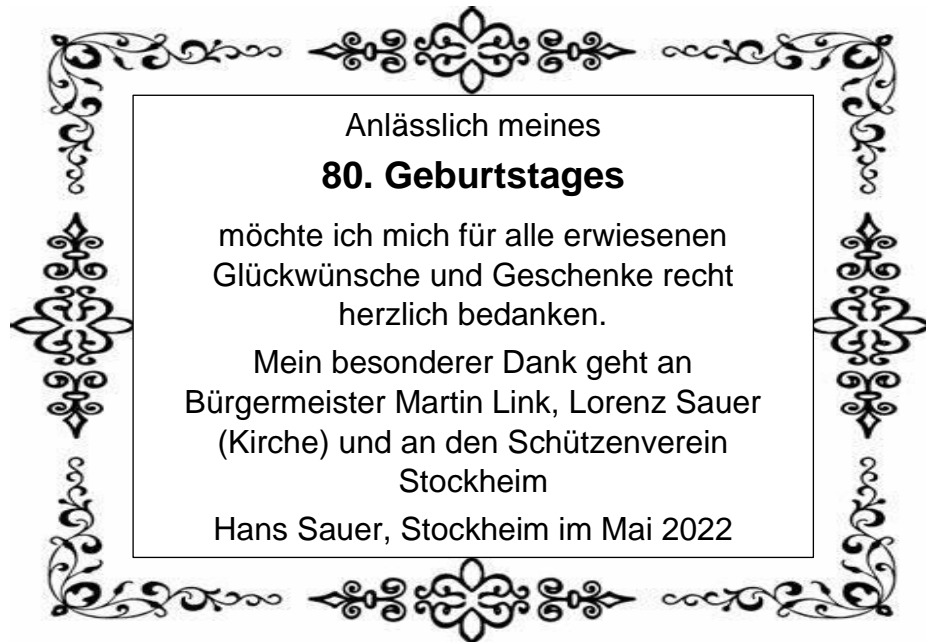 Anlässlich meines
80. Geburtstages
möchte ich mich für alle erwiesenen
Glückwünsche und Geschenke recht
herzlich bedanken.
Mein besonderer Dank geht an
Bürgermeister Martin Link, Lorenz Sauer
(Kirche) und an den Schützenverein
Stockheim
Hans Sauer, Stockheim im Mai 2022